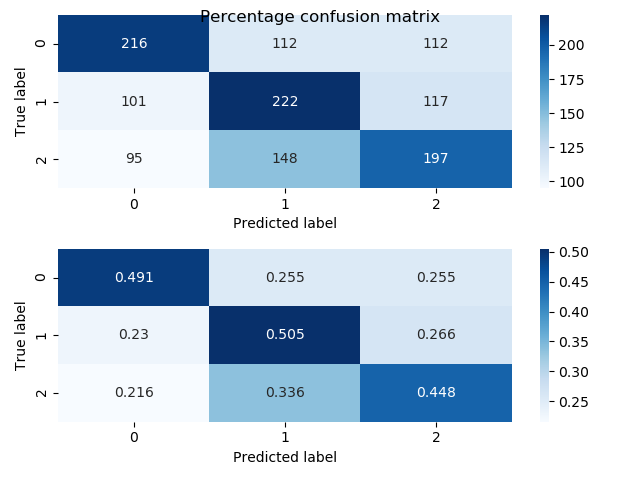 Percentage confusion matrix
True label
0 216 112 112
1 101 222 117
2 95 148 197
0 1 2
Predicted label
200
175
150
125
100
True label
0 0.491 0.255 0.255
1 0.23 0.505 0.266
2 0.216 0.336 0.448
0 1 2
Predicted label
0.50
0.45
0.40
0.35
0.30
0.25